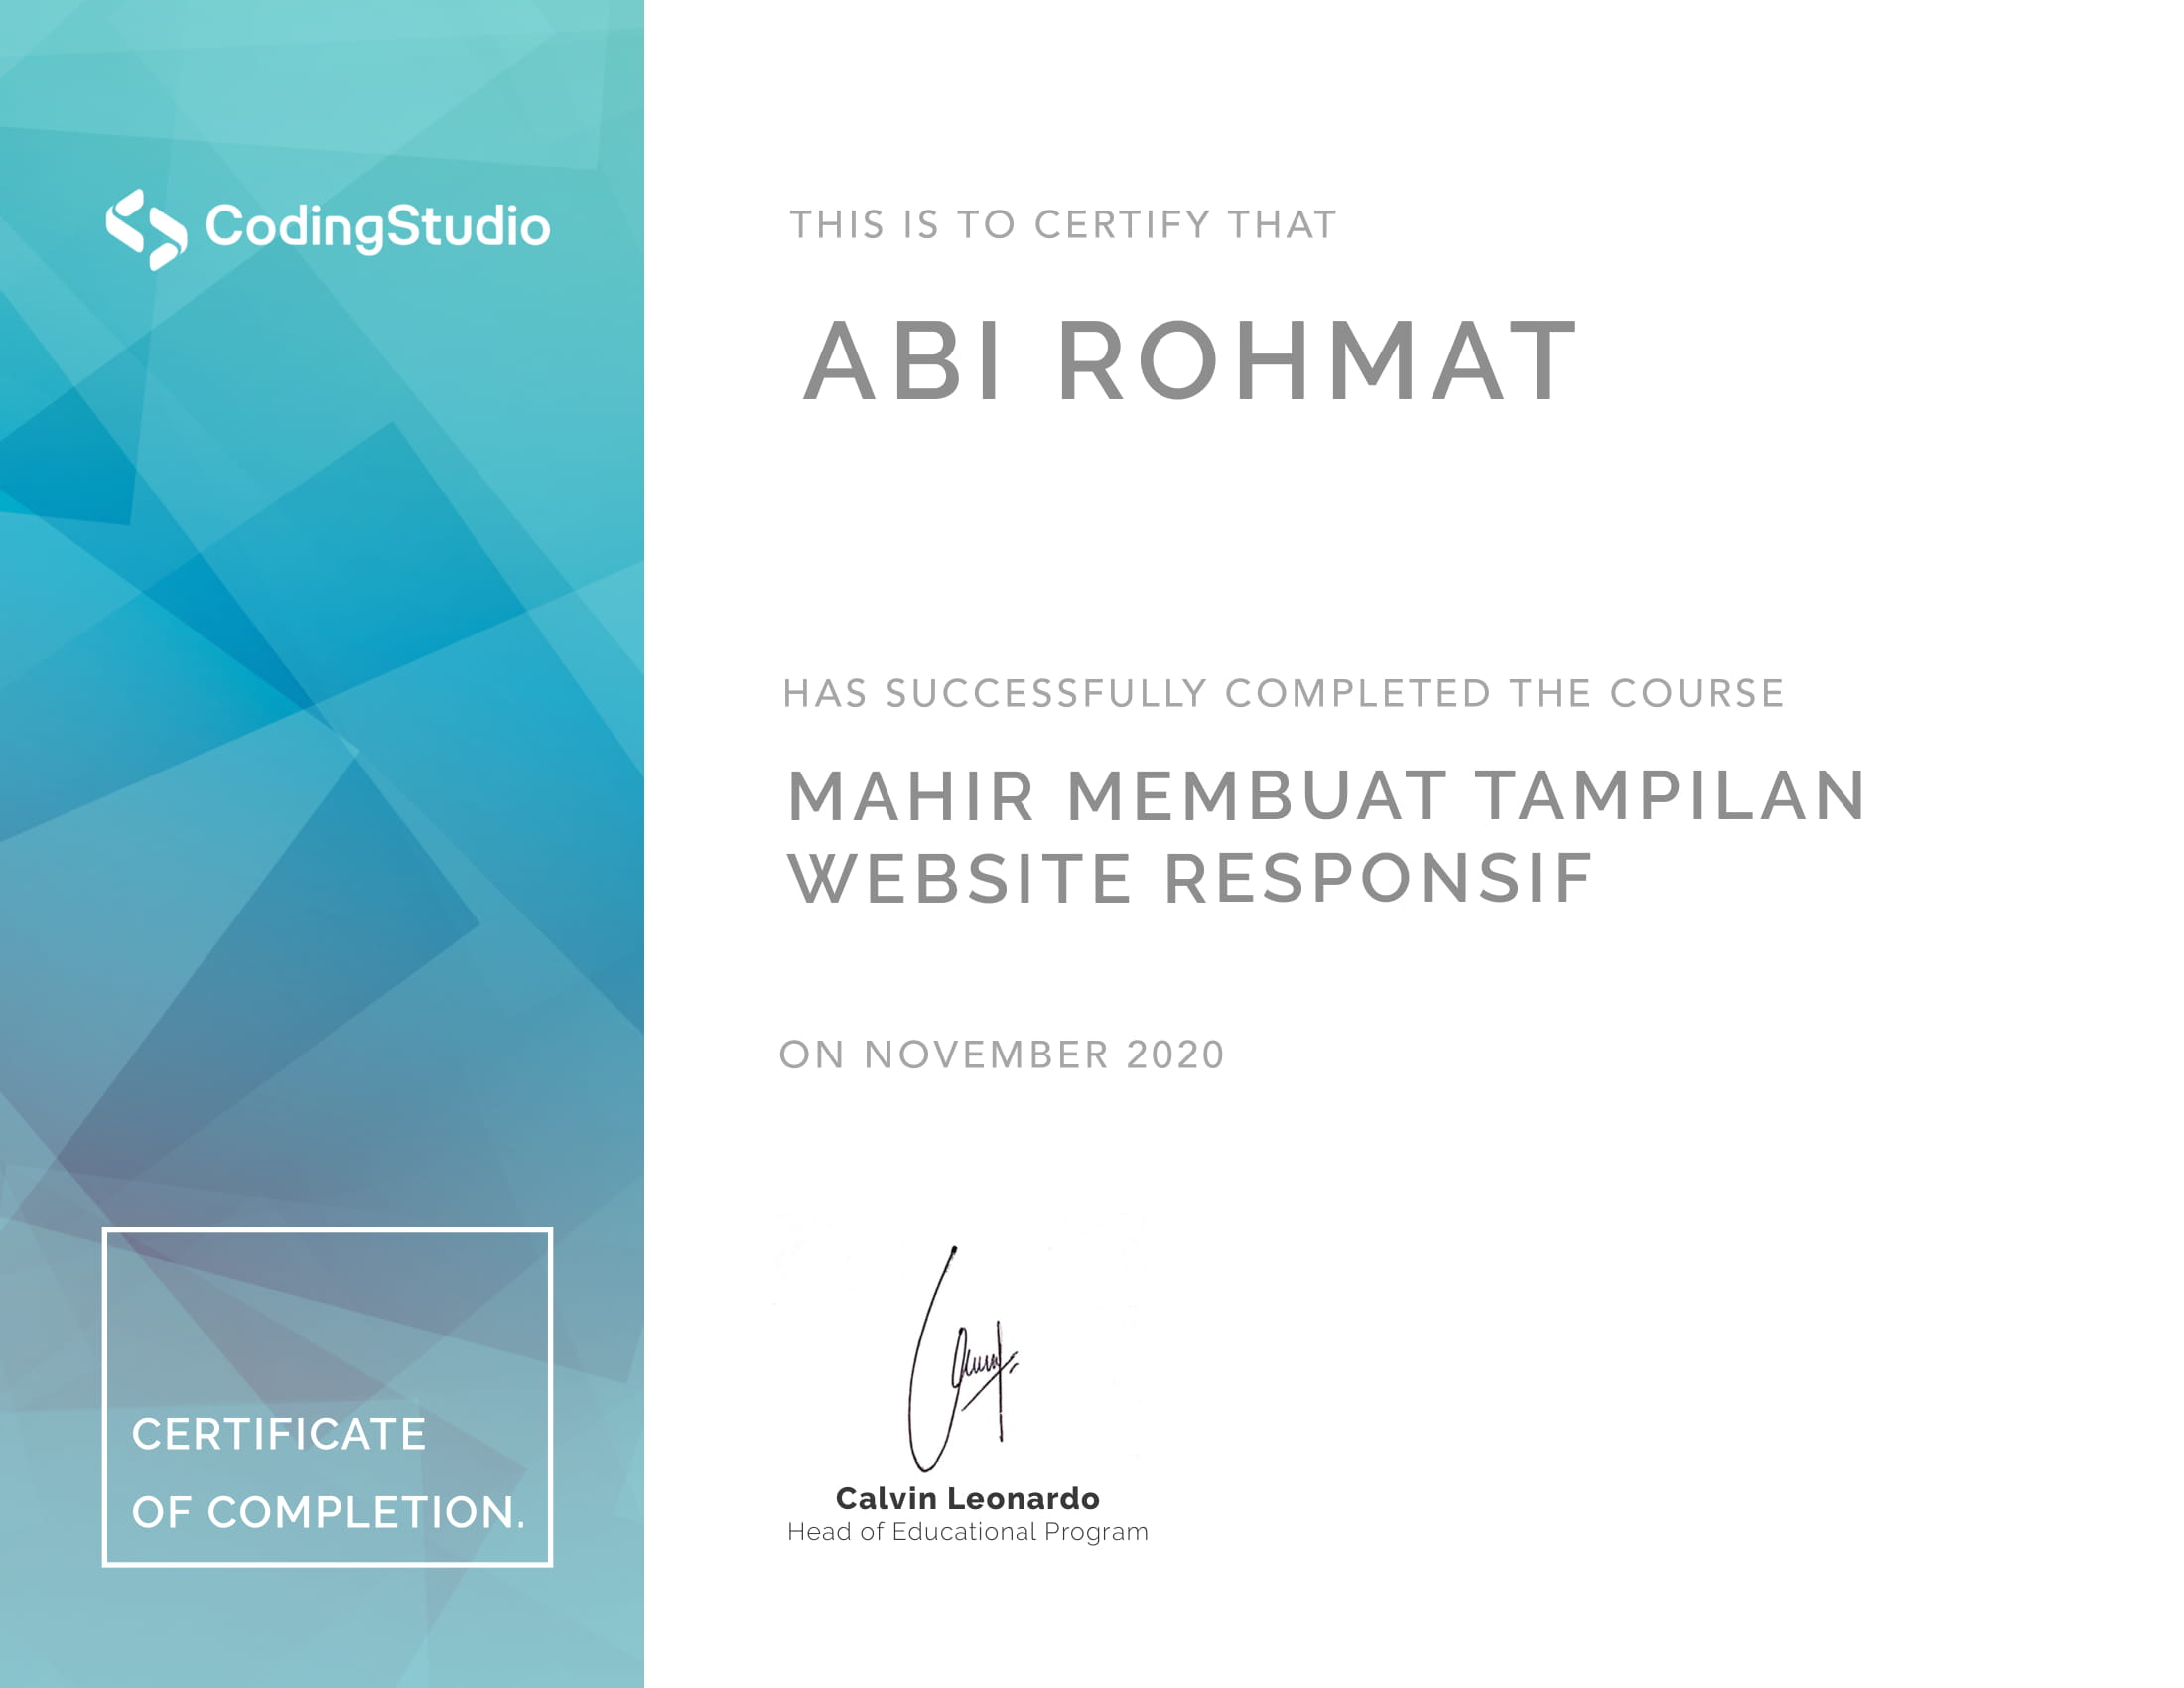 CodingStudio
THIS IS TO CERTIFY THAT
ABI ROHMAT
HAS SUCCESSFULLY COMPLETED THE COURSE
MAHIR MEMBUAT TAMPILAN
WEBSITE RESPONSIF
ON NOVEMBER 2020
Calvin Leonardo
Head of Educational Program
CERTIFICATE
OF COMPLETION.